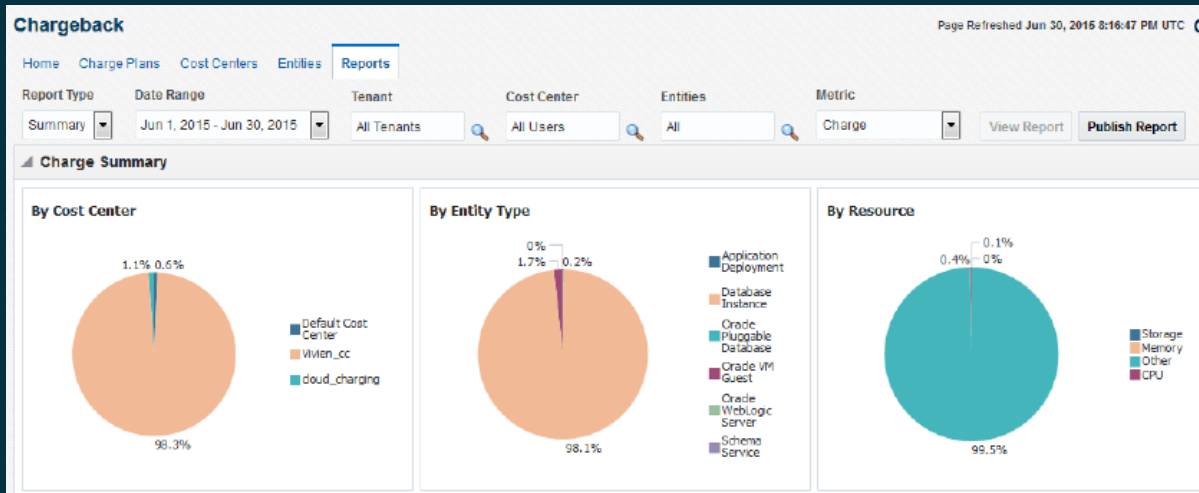 Chargeback
Page Refreshed Jun 30, 2015 8:16:47 PM UTC
Home Charge Plans Cost Centers Entities Reports
Report Type Date Range Tenant Cost Center Entities Metric
Summary Jun 1, 2015 - Jun 30, 2015 All Tenants All Users All Charge View Report Publish Report
Charge Summary
By Cost Center
1.1% 0.6%
98.3%
Default Cost
Center
Vivien_cc
cloud_charging
By Entity Type
0%
1.7% 0.2%
98.1%
Application
Deployment
Database
Instance
Oracle
Pluggable
Database
Oracle VM
Guest
Oracle
WebLogic
Server
Schema
Service
By Resource
0.1%
0.4% 0%
99.5%
Storage
Memory
Other
CPU